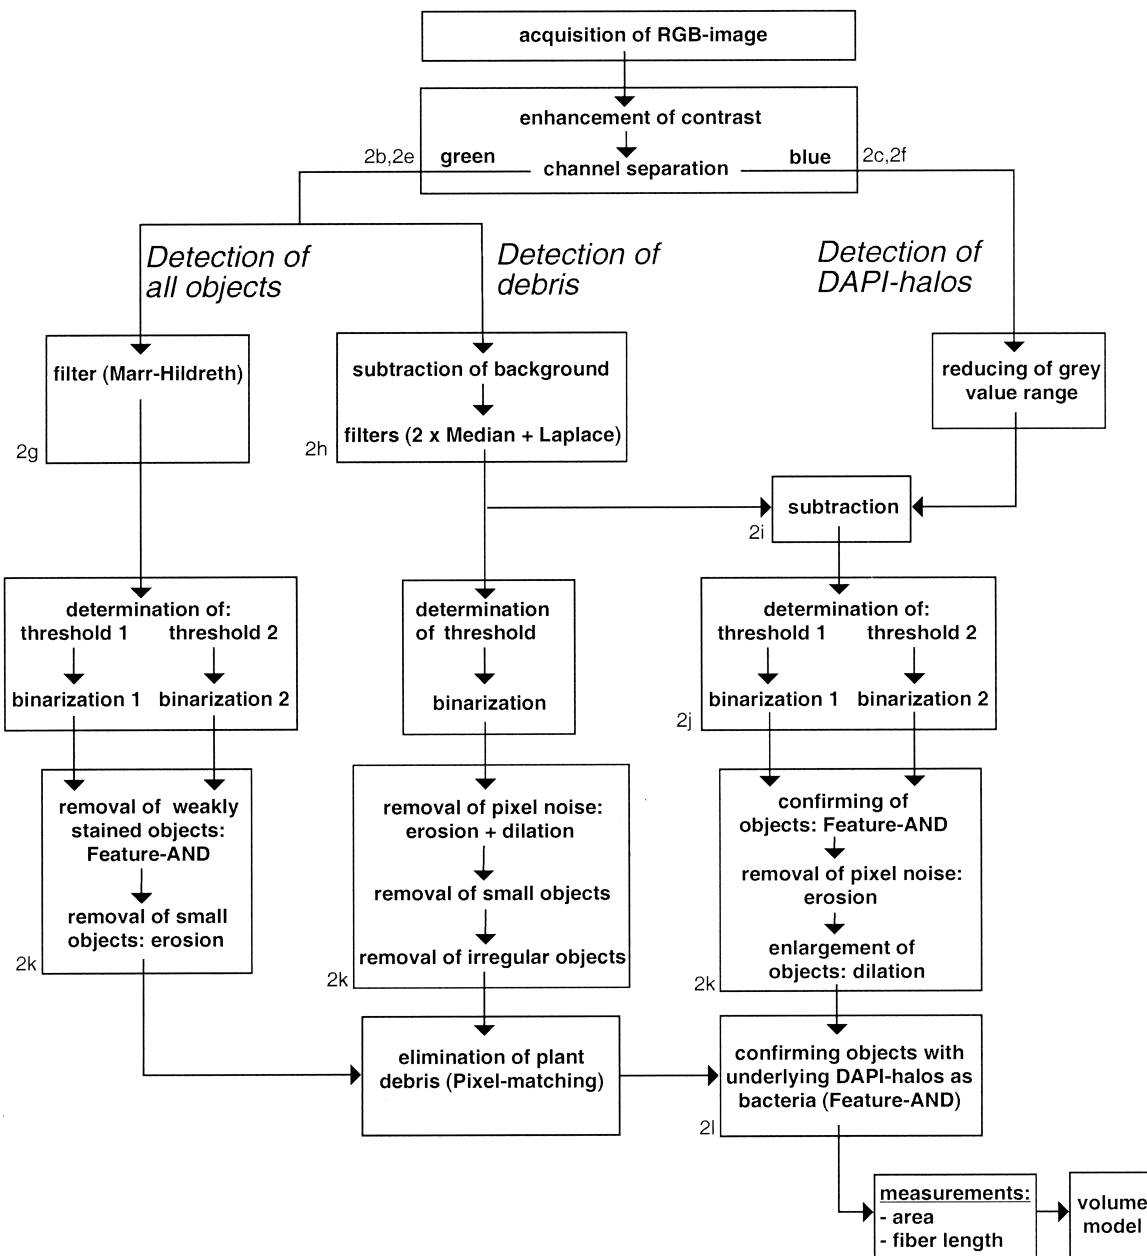 acquisition of RGB-image
enhancement of contrast
2b,2e
green
channel separation
blue
2c,2f
Detection of
all objects
Detection of
debris
Detection of
DAPI-halos
filter (Marr-Hildreth)
2g
subtraction of background
filters (2 x Median + Laplace)
2h
reducing of grey
value range
subtraction
2i
determination of:
threshold 1
threshold 2
binarization 1
binarization 2
determination
of threshold
binarization
determination of:
threshold 1
threshold 2
binarization 1
binarization 2
2j
removal of weakly
stained objects:
Feature-AND
removal of small
objects: erosion
2k
removal of pixel noise:
erosion + dilation
removal of small objects
removal of irregular objects
2k
confirming of
objects: Feature-AND
removal of pixel noise:
erosion
enlargement of
objects: dilation
2k
elimination of plant
debris (Pixel-matching)
confirming objects with
underlying DAPI-halos as
bacteria (Feature-AND)
2l
measurements:
- area
- fiber length
volume
model